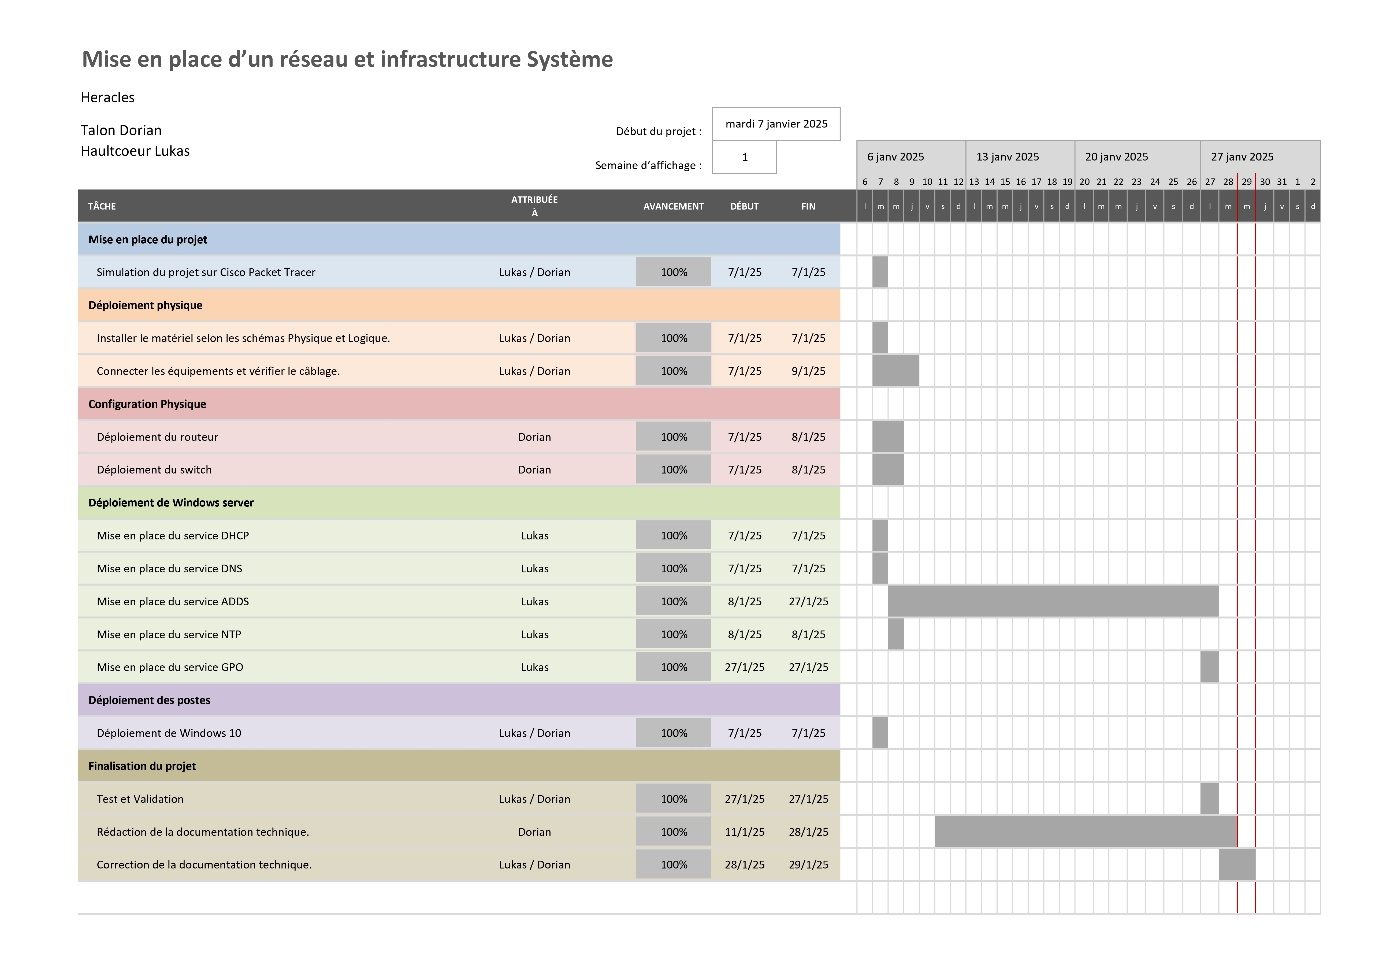 Mise en place d’un réseau et infrastructure Système
Heracles
Talon Dorian
Haultcoeur Lukas
Début du projet : mardi 7 janvier 2025
Semaine d’affichage : 1
6 janv 2025 13 janv 2025 20 janv 2025 27 janv 2025
6 7 8 9 10 11 12 13 14 15 16 17 18 19 20 21 22 23 24 25 26 27 28 29 30 31 1 2
TÂCHE ATTRIBUÉE À AVANCEMENT DÉBUT FIN l m m j v s d l m m j v s d l m m j v s d l m m j v s d
Mise en place du projet
Simulation du projet sur Cisco Packet Tracer Lukas / Dorian 100% 7/1/25 7/1/25
Déploiement physique
Installer le matériel selon les schémas Physique et Logique. Lukas / Dorian 100% 7/1/25 7/1/25
Connecter les équipements et vérifier le câblage. Lukas / Dorian 100% 7/1/25 9/1/25
Configuration Physique
Déploiement du routeur Dorian 100% 7/1/25 8/1/25
Déploiement du switch Dorian 100% 7/1/25 8/1/25
Déploiement de Windows server
Mise en place du service DHCP Lukas 100% 7/1/25 7/1/25
Mise en place du service DNS Lukas 100% 7/1/25 7/1/25
Mise en place du service ADDS Lukas 100% 8/1/25 27/1/25
Mise en place du service NTP Lukas 100% 8/1/25 8/1/25
Mise en place du service GPO Lukas 100% 27/1/25 27/1/25
Déploiement des postes
Déploiement de Windows 10 Lukas / Dorian 100% 7/1/25 7/1/25
Finalisation du projet
Test et Validation Lukas / Dorian 100% 27/1/25 27/1/25
Rédaction de la documentation technique. Dorian 100% 11/1/25 28/1/25
Correction de la documentation technique. Lukas / Dorian 100% 28/1/25 29/1/25